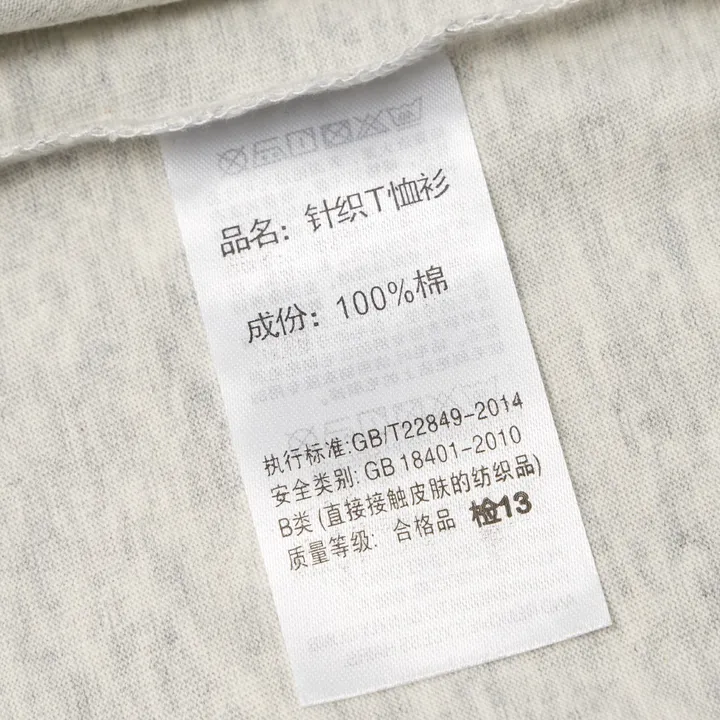 品名：针织T恤衫
成份：100%棉
执行标准:GB/T22849-2014
安全类别: GB 18401-2010
B类 (直接接触皮肤的纺织品)
质量等级: 合格品 检13